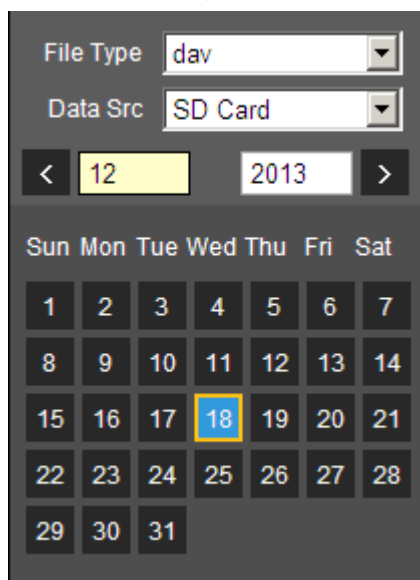 File Type dav
Data Src SD Card
< 12 2013 >
Sun Mon Tue Wed Thu Fri Sat
1 2 3 4 5 6 7
8 9 10 11 12 13 14
15 16 17 18 19 20 21
22 23 24 25 26 27 28
29 30 31